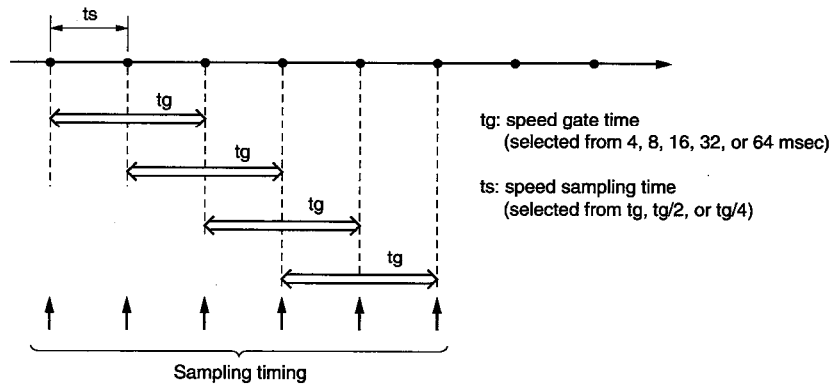 ts
tg
tg
tg
tg
tg: speed gate time
(selected from 4, 8, 16, 32, or 64 msec)
ts: speed sampling time
(selected from tg, tg/2, or tg/4)
Sampling timing